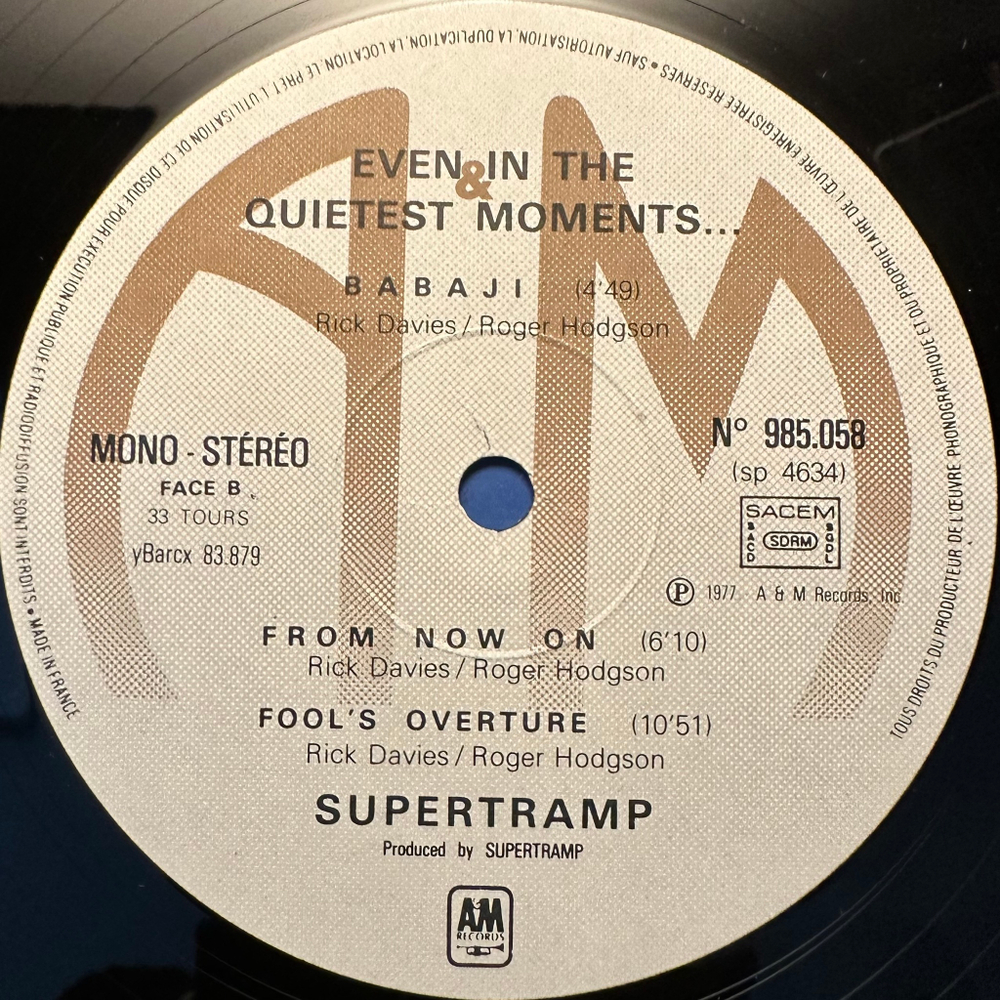 TOUS DROITS DU PRODUCTEUR DE L'ŒUVRE PHONOGRAPHIQUE ET DU PROPRIÉTAIRE DE L'ŒUVRE ENREGISTRÉE RÉSERVÉS • SAUF AUTORISATION, LA DUPLICATION, LA LOCATION, LE PRÊT, L'UTILISATION DE CE DISQUE POUR EXÉCUTION PUBLIQUE ET RADIODIFFUSION SONT INTERDITS • MADE IN FRANCE
A&M
EVEN IN THE
QUIETEST MOMENTS...
BABAJI (4'49)
Rick Davies / Roger Hodgson
MONO - STÉRÉO
FACE B
33 TOURS
yBarcx 83.879
N° 985.058
(sp 4634)
SACEM
SACD SDRM SGDL
Ⓟ 1977 A & M Records, Inc
FROM NOW ON (6'10)
Rick Davies / Roger Hodgson
FOOL'S OVERTURE (10'51)
Rick Davies / Roger Hodgson
SUPERTRAMP
Produced by SUPERTRAMP
A&M
RECORDS